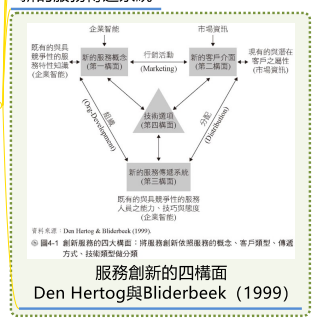 企業智能
市場資訊
既有的與具
競爭性的服
務特性知識
(企業智能)
新的服務概念
(第一構面)
行銷活動
(Marketing)
新的客戶介面
(第二構面)
現有的與潛在
客戶之屬性
(市場資訊)
組織
(Org-Development)
技術選項
(第四構面)
分配
(Distribution)
新的服務傳遞系統
(第三構面)
既有的與具競爭性的服務
人員之能力、技巧與態度
(企業智能)
資料來源：Den Hertog & Bliderbeek (1999).
圖4-1 創新服務的四大構面：將服務創新依照服務的概念、客戶類型、傳遞
方式、技術類型做分類
服務創新的四構面
Den Hertog與Bliderbeek（1999）